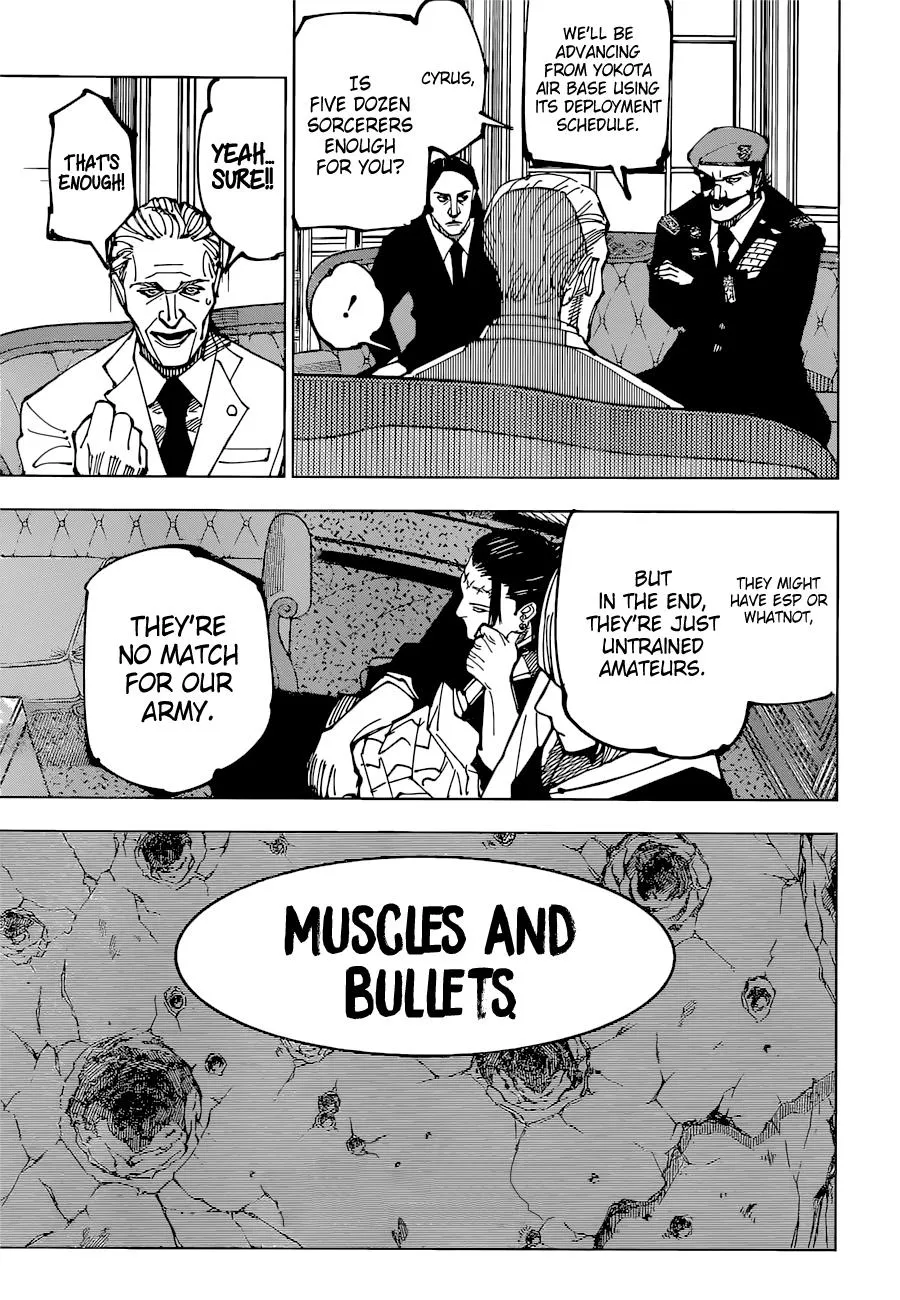 WE'LL BE
ADVANCING
FROM YOKOTA
AIR BASE USING
ITS DEPLOYMENT
SCHEDULE.
CYRUS,
IS
FIVE DOZEN
SORCERERS
ENOUGH
FOR YOU?
!
YEAH...
SURE!!
THAT'S
ENOUGH!
THEY MIGHT
HAVE ESP OR
WHATNOT,
BUT
IN THE END,
THEY'RE JUST
UNTRAINED
AMATEURS.
THEY'RE
NO MATCH
FOR OUR
ARMY.
MUSCLES AND
BULLETS